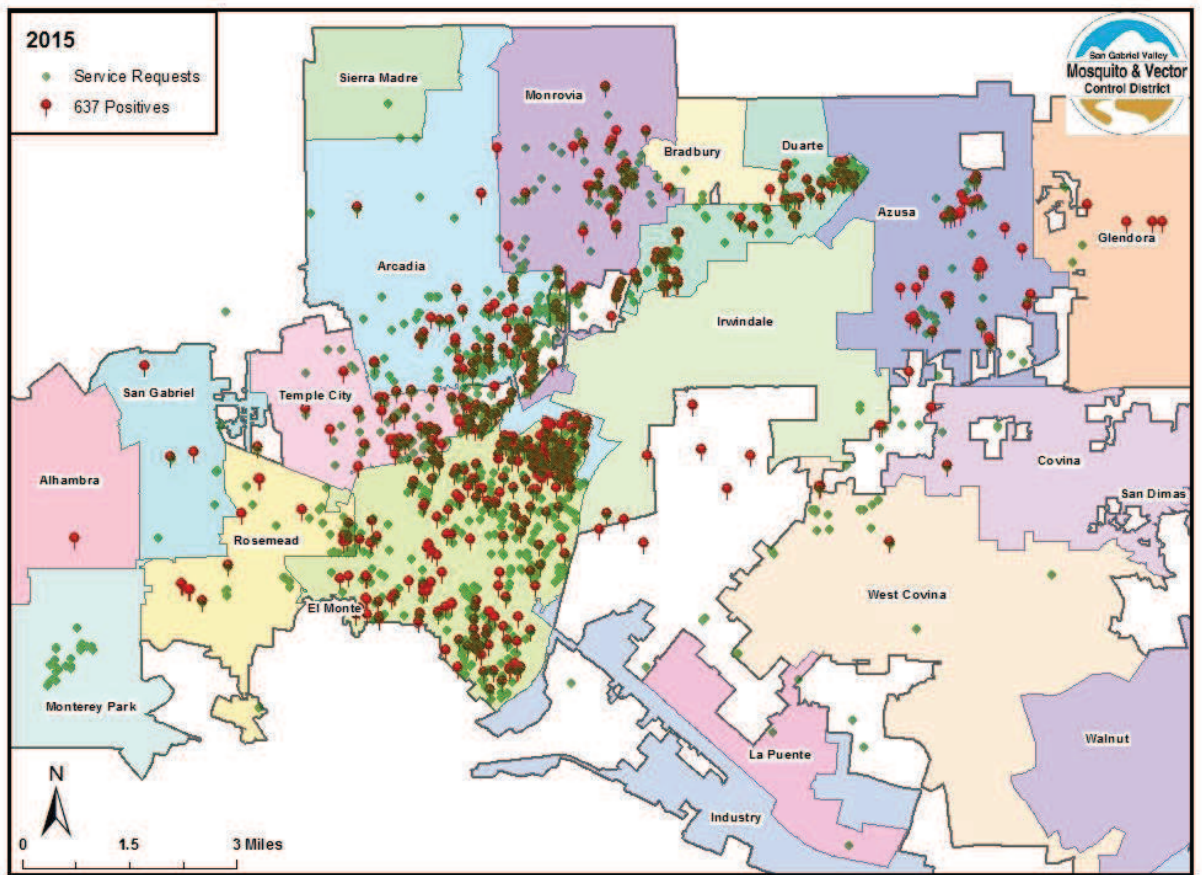 2015
Service Requests
637 Positives
San Gabriel Valley
Mosquito & Vector
Control District
Sierra Madre
Monrovia
Bradbury
Duarte
Azusa
Glendora
Arcadia
Irwindale
San Gabriel
Temple City
Alhambra
Covina
San Dimas
Rosemead
El Monte
West Covina
Monterey Park
Walnut
La Puente
Industry
N
0 1.5 3 Miles